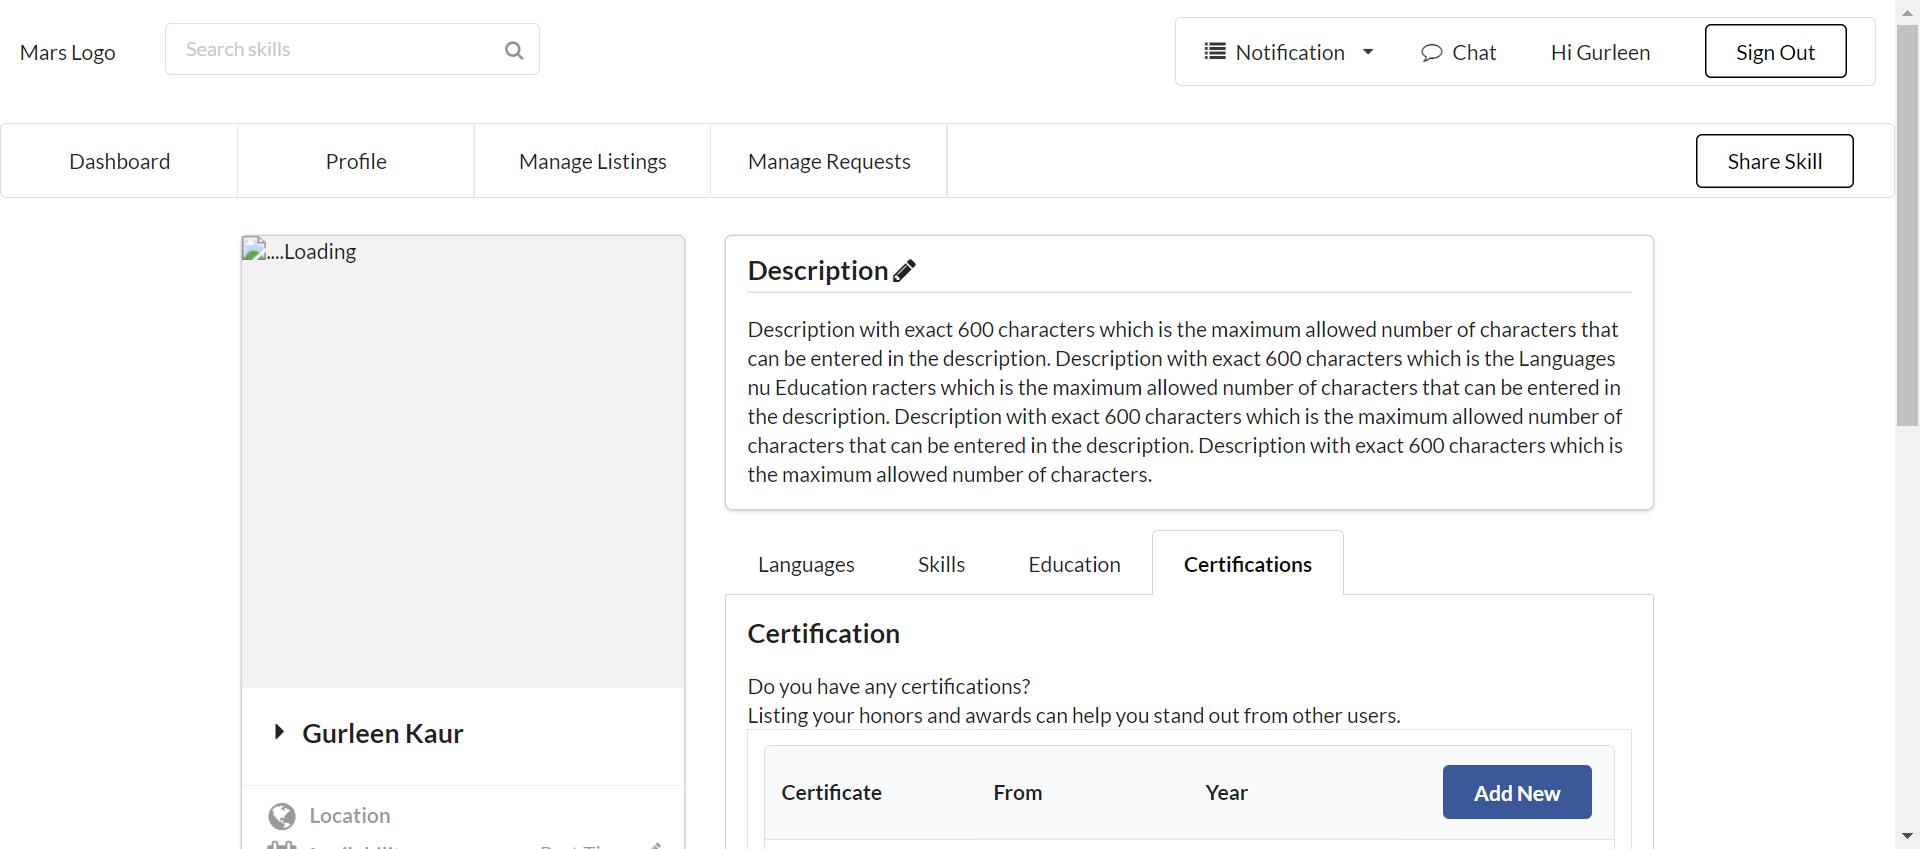 Mars Logo
Search skills
Notification
Chat
Hi Gurleen
Sign Out
Dashboard
Profile
Manage Listings
Manage Requests
Share Skill
....Loading
Gurleen Kaur
Location
Description
Description with exact 600 characters which is the maximum allowed number of characters that
can be entered in the description. Description with exact 600 characters which is the Languages
nu Education racters which is the maximum allowed number of characters that can be entered in
the description. Description with exact 600 characters which is the maximum allowed number of
characters that can be entered in the description. Description with exact 600 characters which is
the maximum allowed number of characters.
Languages
Skills
Education
Certifications
Certification
Do you have any certifications?
Listing your honors and awards can help you stand out from other users.
Certificate
From
Year
Add New